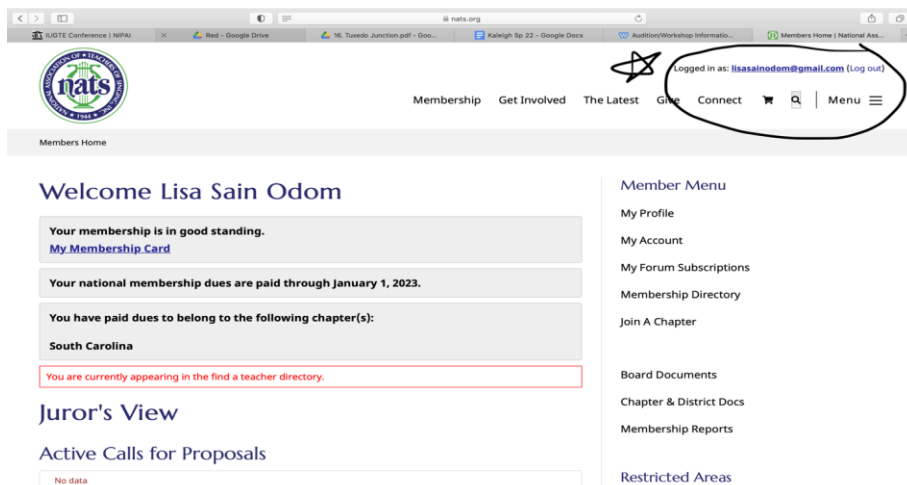 nats.org
IUGTE Conference | NIPAI
Red - Google Drive
16. Tuxedo Junction.pdf - Goo...
Kaleigh Sp 22 - Google Docs
Audition/Workshop Informatio...
Members Home | National Ass...
NATIONAL ASSOCIATION OF TEACHERS OF SINGING, INC
nats
1944
Logged in as: lisasainodom@gmail.com (Log out)
Membership Get Involved The Latest Give Connect Menu
Members Home
Welcome Lisa Sain Odom
Your membership is in good standing.
My Membership Card
Your national membership dues are paid through January 1, 2023.
You have paid dues to belong to the following chapter(s):
South Carolina
You are currently appearing in the find a teacher directory.
Juror's View
Active Calls for Proposals
No data
Member Menu
My Profile
My Account
My Forum Subscriptions
Membership Directory
Join A Chapter
Board Documents
Chapter & District Docs
Membership Reports
Restricted Areas